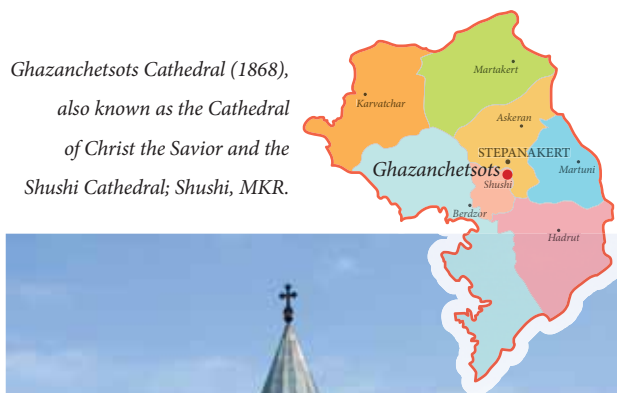 Ghazanchetsots Cathedral (1868),
also known as the Cathedral
of Christ the Savior and the
Shushi Cathedral; Shushi, MKR.
Martakert
Karvatchar
Askeran
STEPANAKERT
Ghazanchetsots
Martuni
Shushi
Berdzor
Hadrut